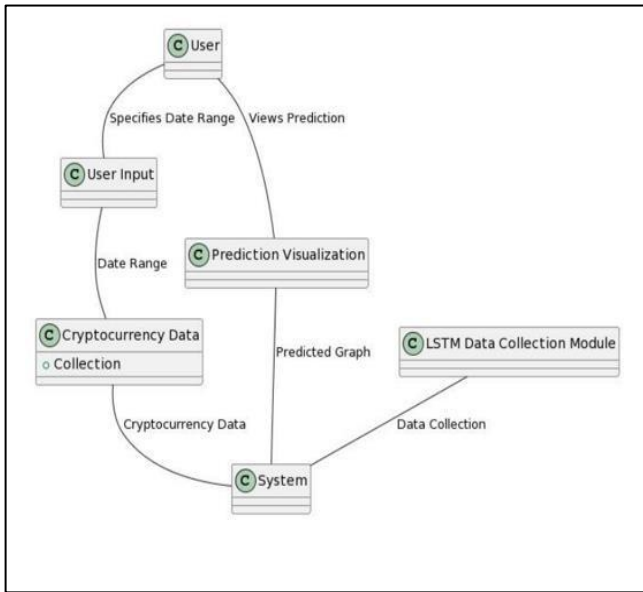 C User
Specifies Date Range
Views Prediction
C User Input
C Prediction Visualization
Date Range
C Cryptocurrency Data
Collection
C LSTM Data Collection Module
Predicted Graph
Cryptocurrency Data
Data Collection
C System